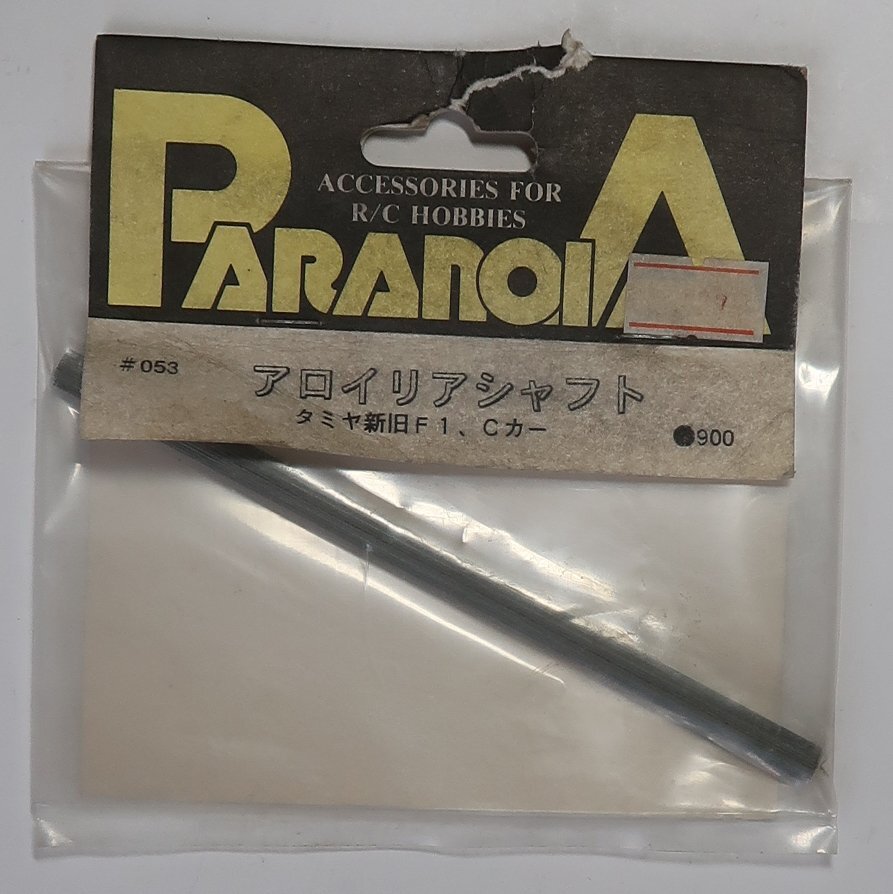 ACCESSORIES FOR
R/C HOBBIES
PARANOIA
#053
アロイリアシャフト
タミヤ新旧F1、Cカー
●900